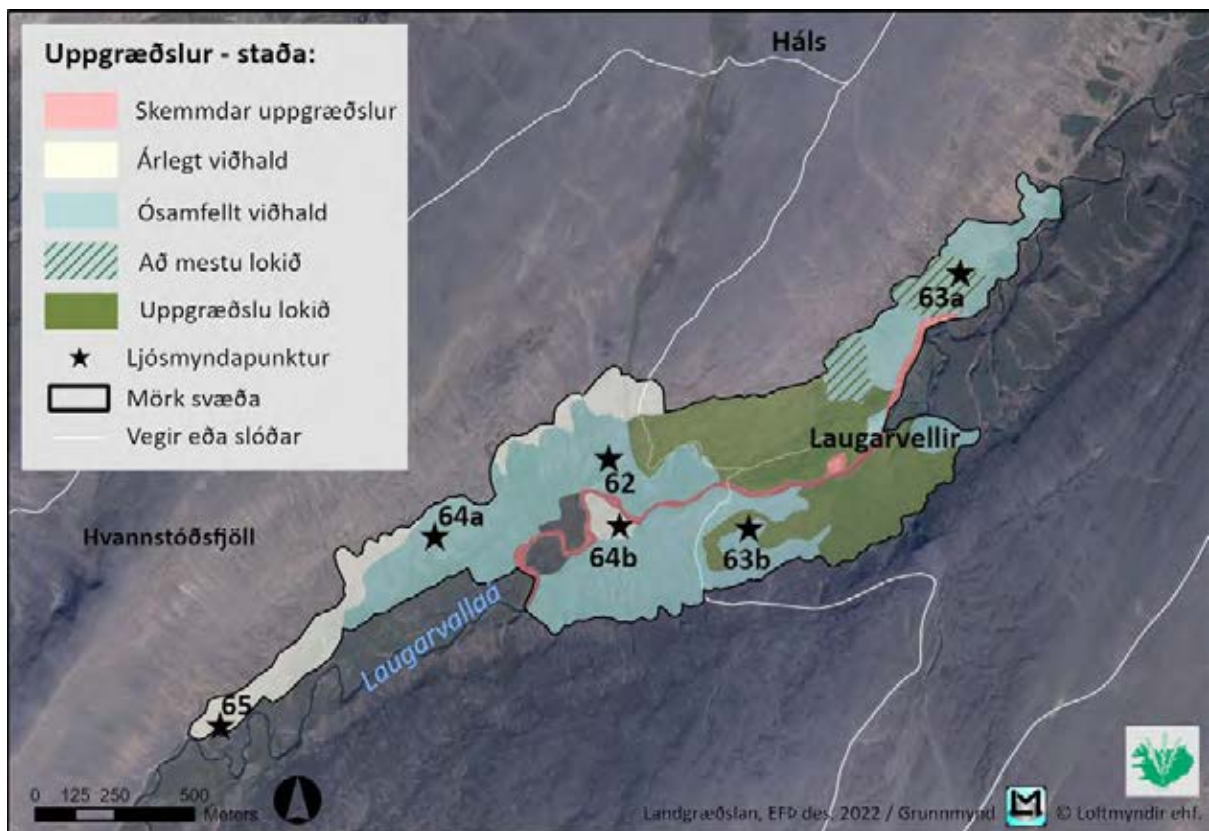 Uppgræðslur - staða:
Skemmdar uppgræðslur
Árlegt viðhald
Ósamfellt viðhald
Að mestu lokið
Uppgræðslu lokið
Ljósmyndapunktur
Mörk svæða
Vegir eða slóðar
Háls
63a
Laugarvellir
62
64a
64b
63b
Hvannstóðsfjöll
Laugarvallaá
65
0 125 250 500
Meters
Landgræðslan, EFÞ des. 2022 / Grunnmynd © Loftmyndir ehf.